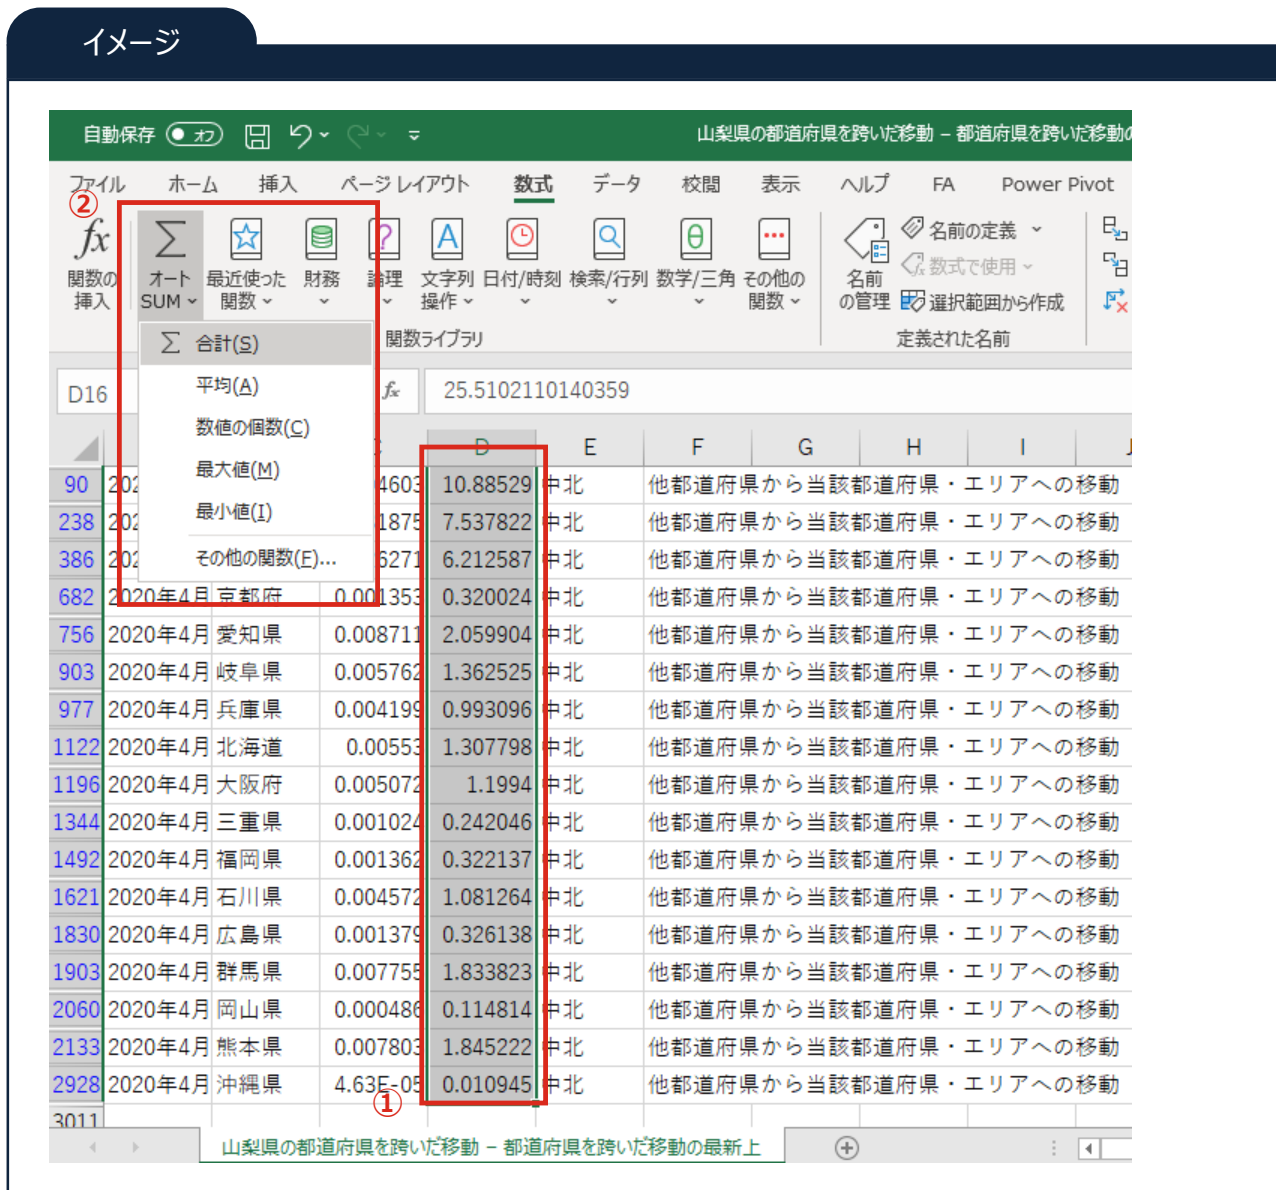 イメージ
自動保存 オフ 山梨県の都道府県を跨いだ移動 – 都道府県を跨いだ移動の
ファイル ホーム 挿入 ページ レイアウト 数式 データ 校閲 表示 ヘルプ FA Power Pivot
②
fx 関数の挿入
Σ オート SUM
最近使った関数
財務
論理
文字列操作
日付/時刻
検索/行列
数学/三角
その他の関数
名前の管理
名前の定義
数式で使用
選択範囲から作成
関数ライブラリ
定義された名前
Σ 合計(S)
平均(A)
数値の個数(C)
最大値(M)
最小値(I)
その他の関数(F)...
D16 fx 25.5102110140359
D E F G H I
90 202 4603 10.88529 中北 他都道府県から当該都道府県・エリアへの移動
238 202 1875 7.537822 中北 他都道府県から当該都道府県・エリアへの移動
386 202 6271 6.212587 中北 他都道府県から当該都道府県・エリアへの移動
682 2020年4月 京都府 0.001353 0.320024 中北 他都道府県から当該都道府県・エリアへの移動
756 2020年4月 愛知県 0.008711 2.059904 中北 他都道府県から当該都道府県・エリアへの移動
903 2020年4月 岐阜県 0.005762 1.362525 中北 他都道府県から当該都道府県・エリアへの移動
977 2020年4月 兵庫県 0.004199 0.993096 中北 他都道府県から当該都道府県・エリアへの移動
1122 2020年4月 北海道 0.00553 1.307798 中北 他都道府県から当該都道府県・エリアへの移動
1196 2020年4月 大阪府 0.005072 1.1994 中北 他都道府県から当該都道府県・エリアへの移動
1344 2020年4月 三重県 0.001024 0.242046 中北 他都道府県から当該都道府県・エリアへの移動
1492 2020年4月 福岡県 0.001362 0.322137 中北 他都道府県から当該都道府県・エリアへの移動
1621 2020年4月 石川県 0.004572 1.081264 中北 他都道府県から当該都道府県・エリアへの移動
1830 2020年4月 広島県 0.001379 0.326138 中北 他都道府県から当該都道府県・エリアへの移動
1903 2020年4月 群馬県 0.007755 1.833823 中北 他都道府県から当該都道府県・エリアへの移動
2060 2020年4月 岡山県 0.000486 0.114814 中北 他都道府県から当該都道府県・エリアへの移動
2133 2020年4月 熊本県 0.007803 1.845222 中北 他都道府県から当該都道府県・エリアへの移動
2928 2020年4月 沖縄県 4.63E-05 0.010945 中北 他都道府県から当該都道府県・エリアへの移動
①
3011
山梨県の都道府県を跨いだ移動 – 都道府県を跨いだ移動の最新上